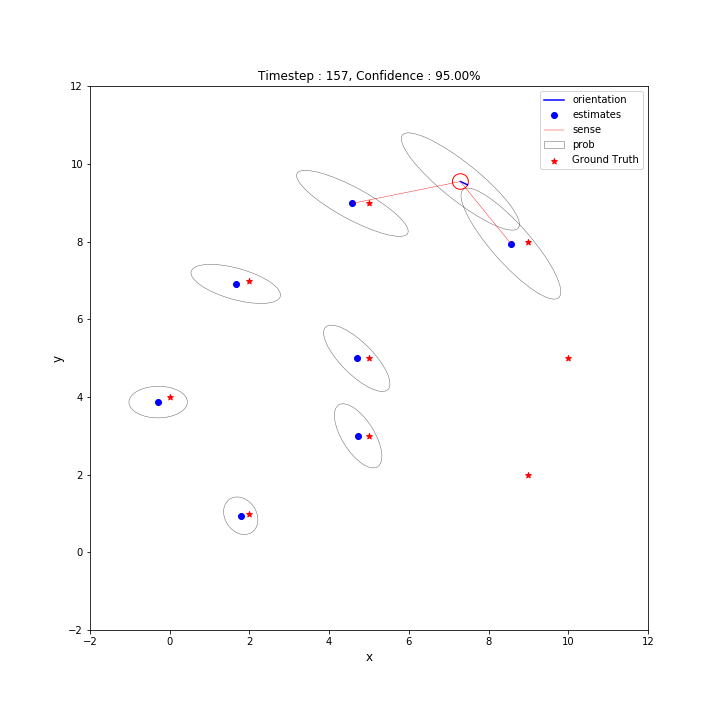 Timestep : 157, Confidence : 95.00%
orientation
estimates
sense
prob
Ground Truth
12
10
8
6
4
2
0
−2
y
−2 0 2 4 6 8 10 12
x